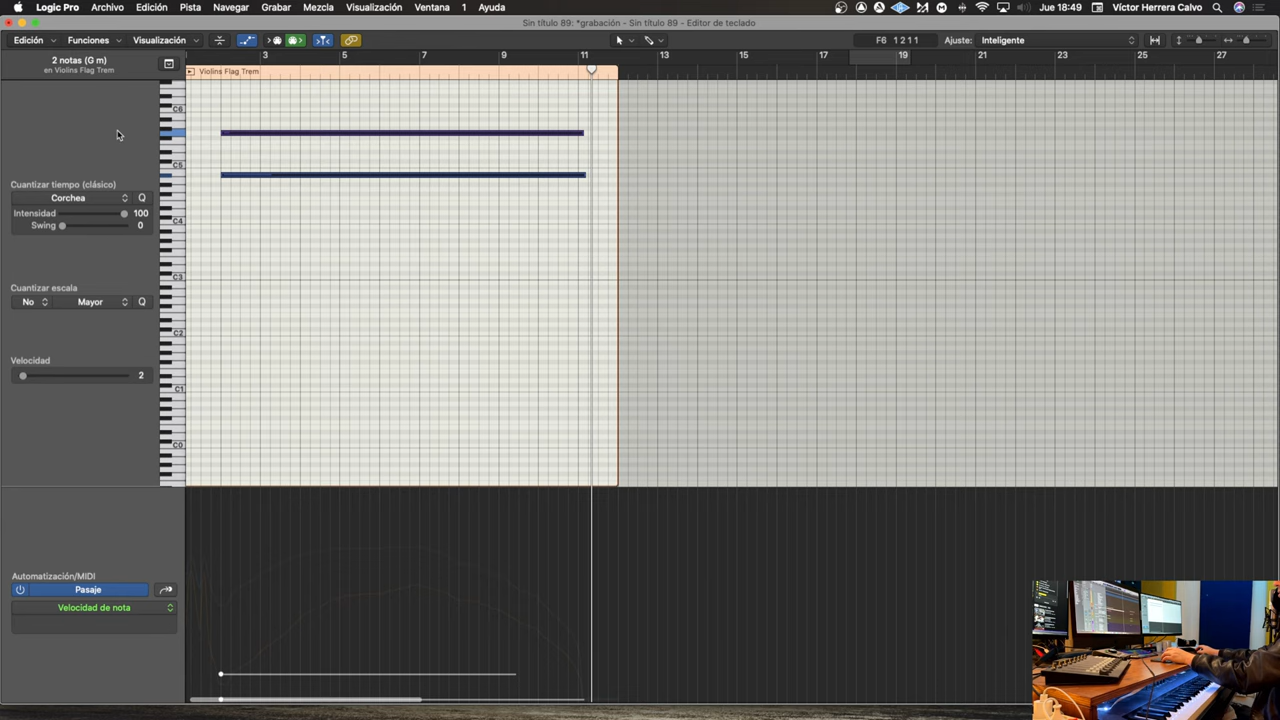 Logic Pro Archivo Edición Pista Navegar Grabar Mezcla Visualización Ventana 1 Ayuda Jue 18:49 Víctor Herrera Calvo
Sin título 89: *grabación - Sin título 89 - Editor de teclado
Edición Funciones Visualización F6 1 2 1 1 Ajuste: Inteligente
2 notas (G m)
en Violins Flag Trem
3 5 7 9 11 13 15 17 19 21 23 25 27
Violins Flag Trem
C6
C5
Cuantizar tiempo (clásico)
Corchea Q
Intensidad 100
Swing 0
C4
C3
Cuantizar escala
No Mayor Q
C2
Velocidad
2
C1
C0
Automatización/MIDI
Pasaje
Velocidad de nota